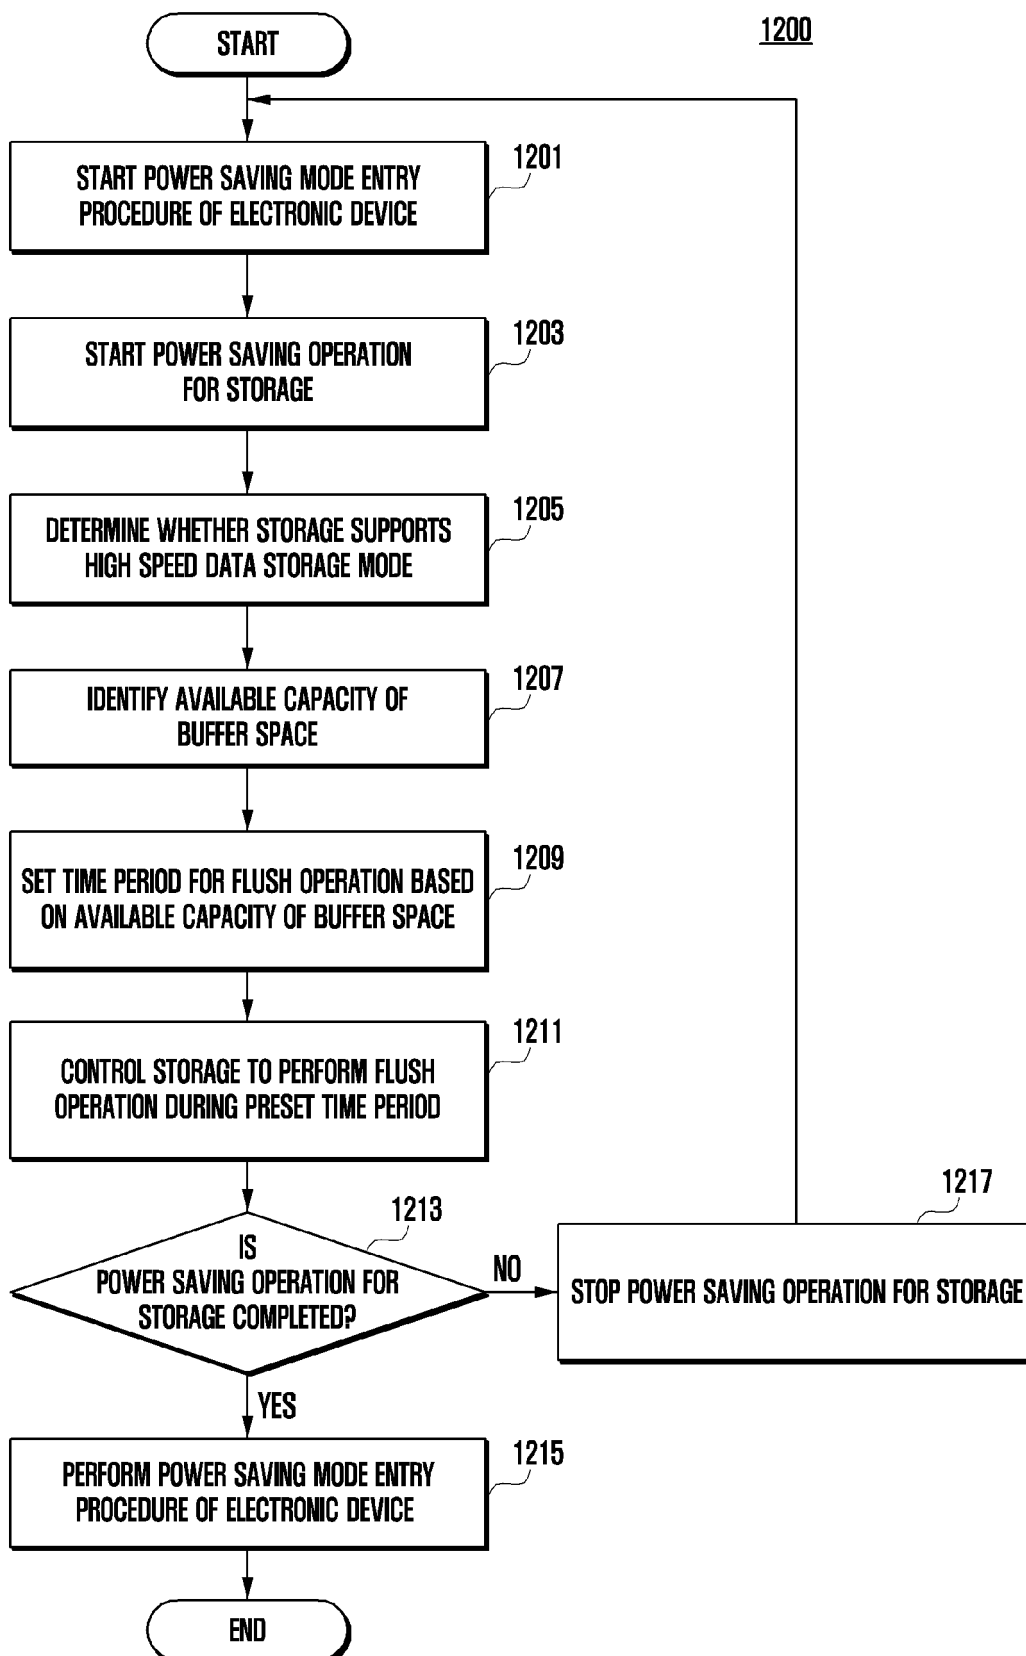 START
1200
1201
START POWER SAVING MODE ENTRY
PROCEDURE OF ELECTRONIC DEVICE
1203
START POWER SAVING OPERATION
FOR STORAGE
1205
DETERMINE WHETHER STORAGE SUPPORTS
HIGH SPEED DATA STORAGE MODE
1207
IDENTIFY AVAILABLE CAPACITY OF
BUFFER SPACE
1209
SET TIME PERIOD FOR FLUSH OPERATION BASED
ON AVAILABLE CAPACITY OF BUFFER SPACE
1211
CONTROL STORAGE TO PERFORM FLUSH
OPERATION DURING PRESET TIME PERIOD
1213
IS
POWER SAVING OPERATION FOR
STORAGE COMPLETED?
NO
1217
STOP POWER SAVING OPERATION FOR STORAGE
YES
1215
PERFORM POWER SAVING MODE ENTRY
PROCEDURE OF ELECTRONIC DEVICE
END